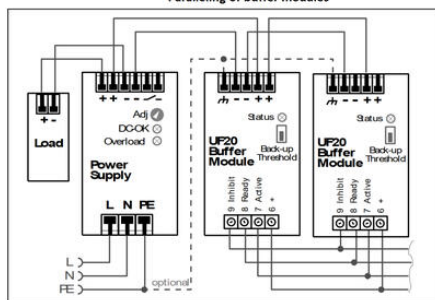 Paralleling of buffer modules
+ + - -
- - + +
- - + +
+ -
Load
Adj
DC-OK
Overload
Power
Supply
L N PE
Status
UF20
Buffer
Module
Back-up
Threshold
9 Inhibit
8 Ready
7 Active
6 +
Status
UF20
Buffer
Module
Back-up
Threshold
9 Inhibit
8 Ready
7 Active
6 +
L
N
PE
optional